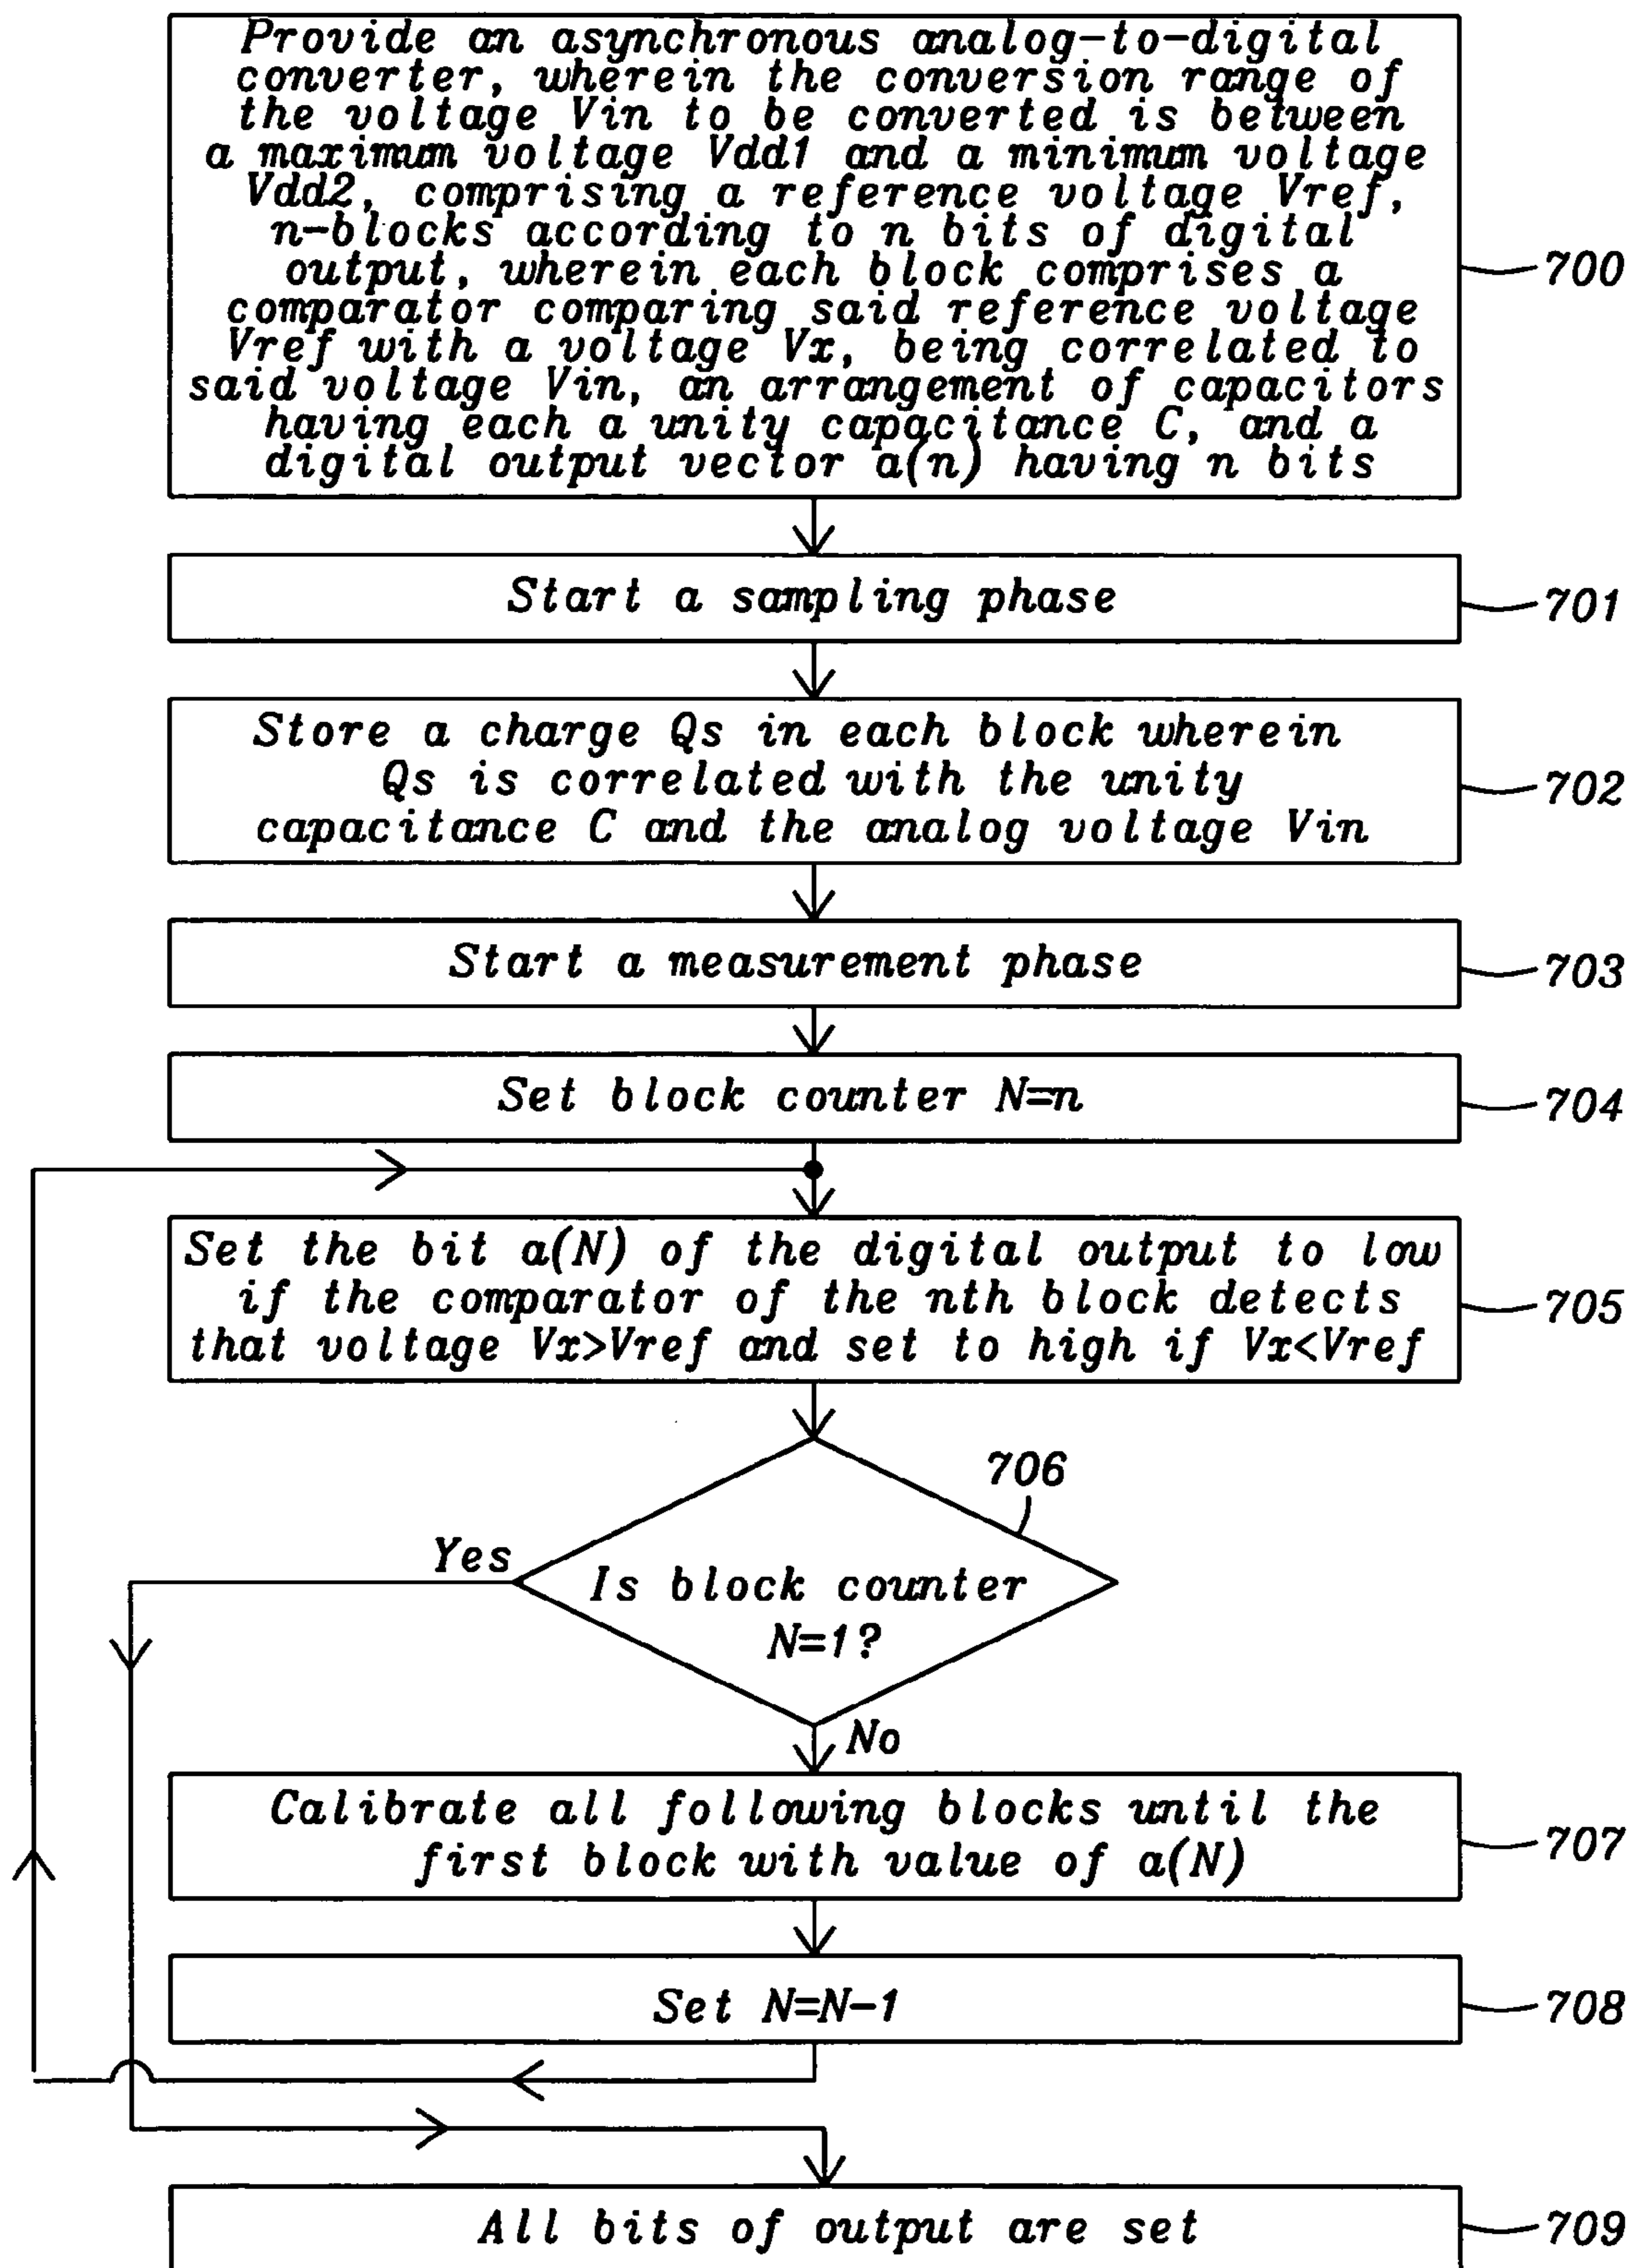 Provide an asynchronous analog-to-digital
converter, wherein the conversion range of
the voltage Vin to be converted is between
a maximum voltage Vdd1 and a minimum voltage
Vdd2, comprising a reference voltage Vref,
n-blocks according to n bits of digital
output, wherein each block comprises a
comparator comparing said reference voltage
Vref with a voltage Vx, being correlated to
said voltage Vin, an arrangement of capacitors
having each a unity capacitance C, and a
digital output vector a(n) having n bits
700
Start a sampling phase
701
Store a charge Qs in each block wherein
Qs is correlated with the unity
capacitance C and the analog voltage Vin
702
Start a measurement phase
703
Set block counter N=n
704
Set the bit a(N) of the digital output to low
if the comparator of the nth block detects
that voltage Vx>Vref and set to high if Vx<Vref
705
706
Yes
Is block counter
N=1?
No
Calibrate all following blocks until the
first block with value of a(N)
707
Set N=N-1
708
All bits of output are set
709